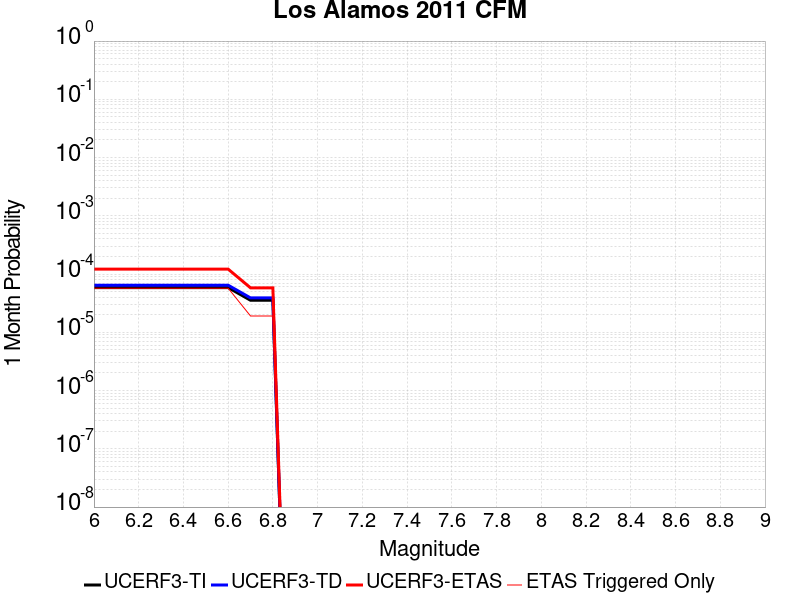 Los Alamos 2011 CFM
10^0
10^-1
10^-2
10^-3
10^-4
10^-5
10^-6
10^-7
10^-8
1 Month Probability
6 6.2 6.4 6.6 6.8 7 7.2 7.4 7.6 7.8 8 8.2 8.4 8.6 8.8 9
Magnitude
UCERF3-TI UCERF3-TD UCERF3-ETAS ETAS Triggered Only